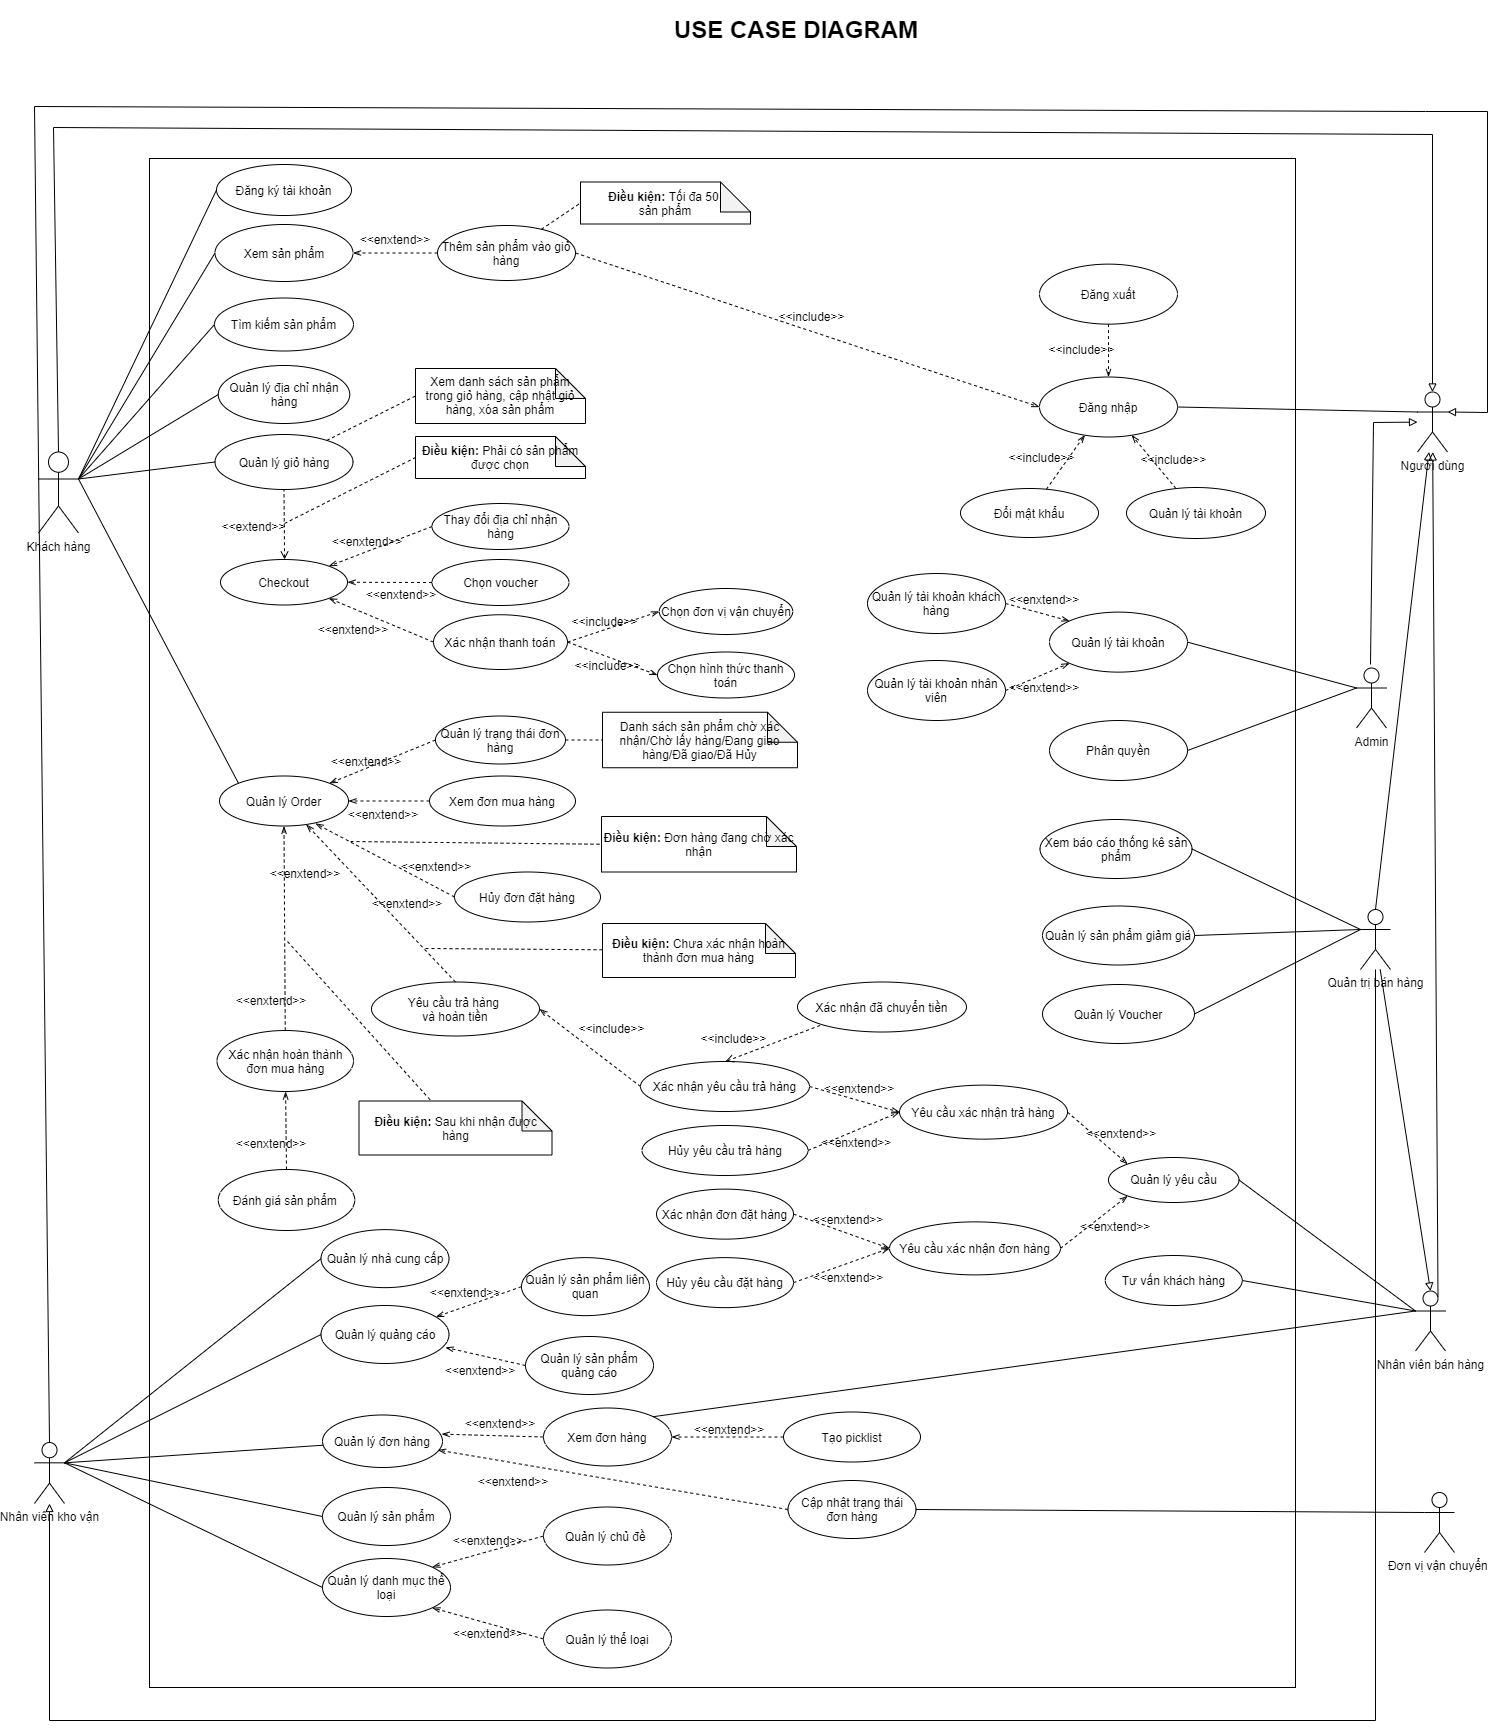 USE CASE DIAGRAM
Đăng ký tài khoản
Điều kiện: Tối đa 50
sản phẩm
Xem sản phẩm
<<enxtend>>
Thêm sản phẩm vào giỏ
hàng
Đăng xuất
Tìm kiếm sản phẩm
<<include>>
<<include>>
Quản lý địa chỉ nhận
hàng
Xem danh sách sản phẩm
trong giỏ hàng, cập nhật giỏ
hàng, xóa sản phẩm
Đăng nhập
Quản lý giỏ hàng
Điều kiện: Phải có sản phẩm
được chọn
<<include>>
<<include>>
Người dùng
Khách hàng
<<extend>>
Thay đổi địa chỉ nhận
hàng
Đổi mật khẩu
Quản lý tài khoản
<<enxtend>>
Checkout
Chọn voucher
<<enxtend>>
<<enxtend>>
Xác nhận thanh toán
<<include>>
Chọn đơn vị vận chuyển
<<include>>
Chọn hình thức thanh
toán
Quản lý tài khoản khách
hàng
<<enxtend>>
Quản lý tài khoản
Quản lý tài khoản nhân
viên
<<enxtend>>
Admin
Phân quyền
Quản lý trạng thái đơn
hàng
Danh sách sản phẩm chờ xác
nhận/Chờ lấy hàng/Đang giao
hàng/Đã giao/Đã Hủy
<<enxtend>>
Quản lý Order
Xem đơn mua hàng
<<enxtend>>
Điều kiện: Đơn hàng đang chờ xác
nhận
Xem báo cáo thống kê sản
phẩm
<<enxtend>>
<<enxtend>>
Hủy đơn đặt hàng
<<enxtend>>
Điều kiện: Chưa xác nhận hoàn
thành đơn mua hàng
Quản lý sản phẩm giảm giá
Quản trị bán hàng
<<enxtend>>
Yêu cầu trả hàng
và hoàn tiền
Xác nhận đã chuyển tiền
Quản lý Voucher
<<include>>
<<include>>
Xác nhận hoàn thành
đơn mua hàng
Xác nhận yêu cầu trả hàng
<<enxtend>>
Yêu cầu xác nhận trả hàng
Điều kiện: Sau khi nhận được
hàng
<<enxtend>>
Hủy yêu cầu trả hàng
<<enxtend>>
<<enxtend>>
Quản lý yêu cầu
Đánh giá sản phẩm
Xác nhận đơn đặt hàng
<<enxtend>>
<<enxtend>>
Yêu cầu xác nhận đơn hàng
Quản lý nhà cung cấp
Quản lý sản phẩm liên
quan
Hủy yêu cầu đặt hàng
<<enxtend>>
Tư vấn khách hàng
<<enxtend>>
Quản lý quảng cáo
Quản lý sản phẩm
quảng cáo
<<enxtend>>
Nhân viên bán hàng
<<enxtend>>
<<enxtend>>
Quản lý đơn hàng
Xem đơn hàng
Tạo picklist
<<enxtend>>
Cập nhật trạng thái
đơn hàng
Nhân viên kho vận
Quản lý sản phẩm
Quản lý chủ đề
<<enxtend>>
Đơn vị vận chuyển
Quản lý danh mục thể
loại
<<enxtend>>
Quản lý thể loại